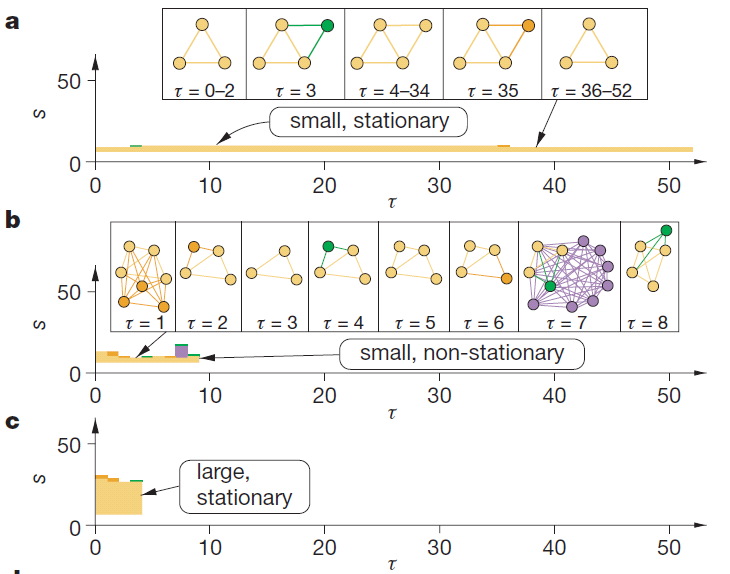 a
τ = 0–2 τ = 3 τ = 4–34 τ = 35 τ = 36–52
50
s
small, stationary
0
0 10 20 30 40 50
τ
b
50
s
τ = 1 τ = 2 τ = 3 τ = 4 τ = 5 τ = 6 τ = 7 τ = 8
small, non-stationary
0
0 10 20 30 40 50
τ
c
50
s
large,
stationary
0
0 10 20 30 40 50
τ